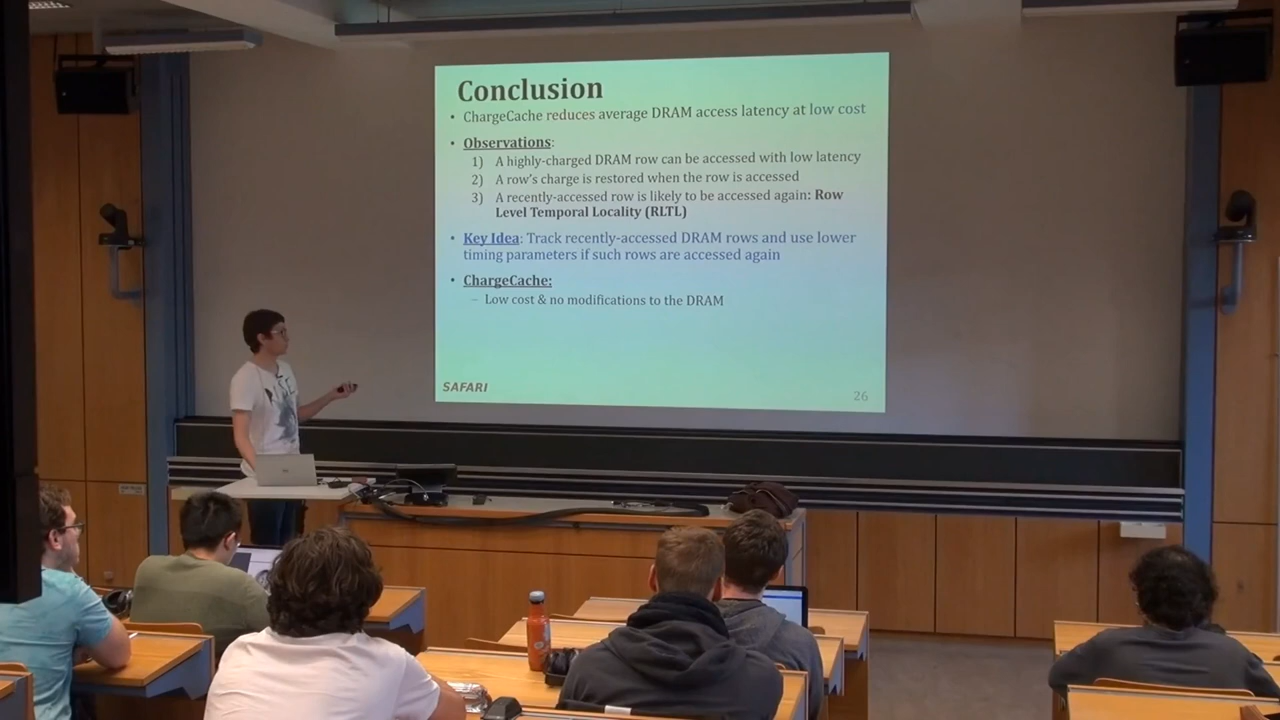 Conclusion
• ChargeCache reduces average DRAM access latency at low cost
• Observations:
1) A highly-charged DRAM row can be accessed with low latency
2) A row's charge is restored when the row is accessed
3) A recently-accessed row is likely to be accessed again: Row
Level Temporal Locality (RLTL)
• Key Idea: Track recently-accessed DRAM rows and use lower
timing parameters if such rows are accessed again
• ChargeCache:
– Low cost & no modifications to the DRAM
SAFARI
26